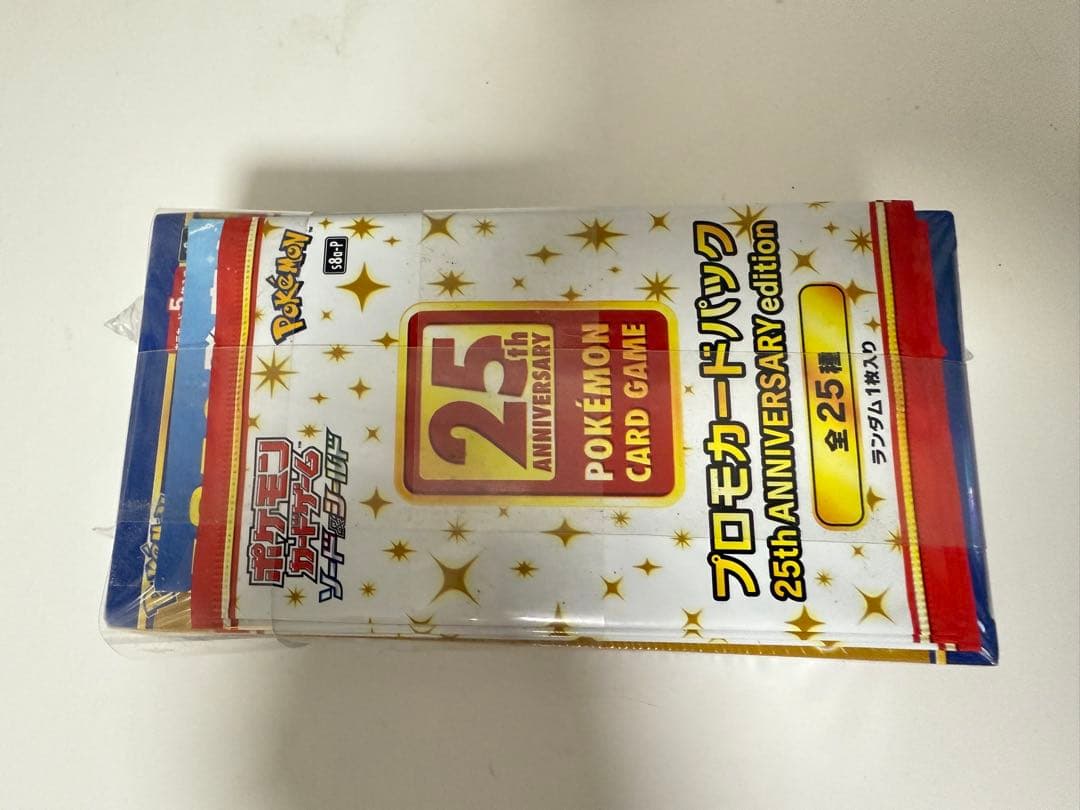 ポケモン
カードゲーム
ソード&シールド
POKÉMON
s8a-P
25th
ANNIVERSARY
POKÉMON
CARD GAME
プロモカードパック
25th ANNIVERSARY edition
全25種
ランダム1枚入り